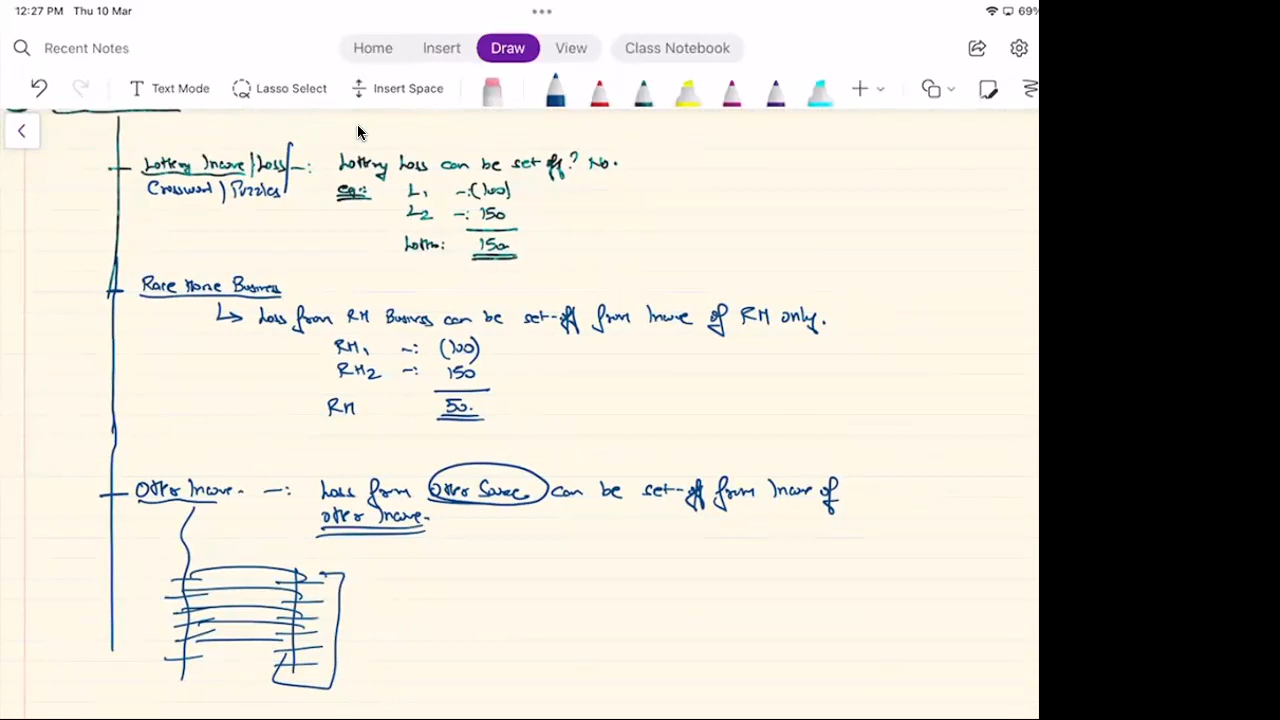 12:27 PM Thu 10 Mar
69%
Recent Notes
Home Insert Draw View Class Notebook
Text Mode Lasso Select Insert Space
Lottery Income / Loss -: Lottery Loss can be set off? No.
Crossword / Puzzles
eg:- L1 -: (100)
L2 -: 150
Lott: 150
Race Horse Business
↳ Loss from RH Business can be set-off from Income of RH only.
RH1 -: (100)
RH2 -: 150
RH 50.
Other Income. -: Loss from Other Source can be set-off from Income of
other Income.